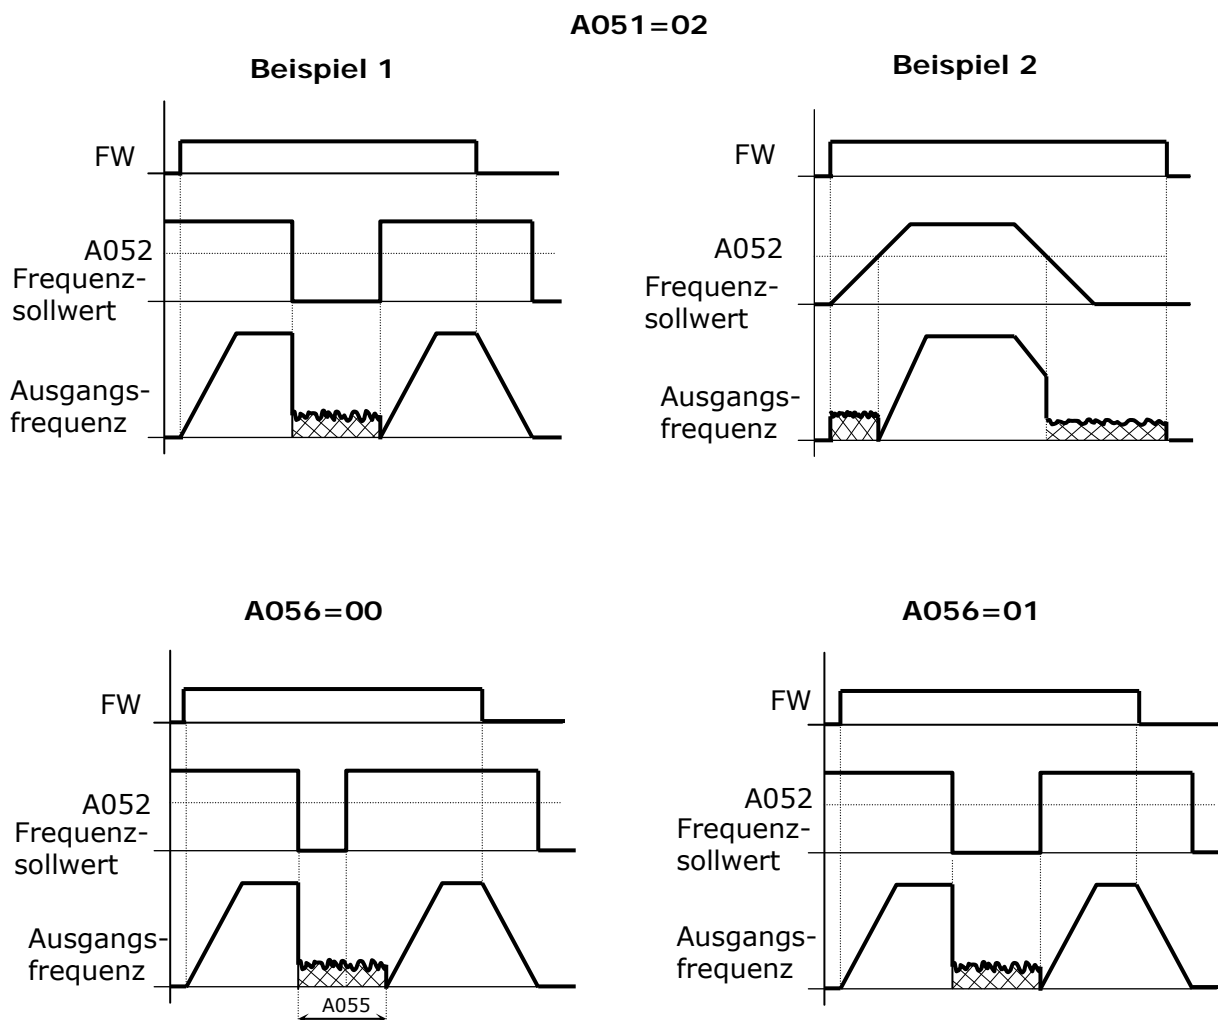 A051=02
Beispiel 1
Beispiel 2
FW
A052
Frequenz-
sollwert
Ausgangs-
frequenz
FW
A052
Frequenz-
sollwert
Ausgangs-
frequenz
A056=00
A056=01
FW
A052
Frequenz-
sollwert
Ausgangs-
frequenz
A055
FW
A052
Frequenz-
sollwert
Ausgangs-
frequenz